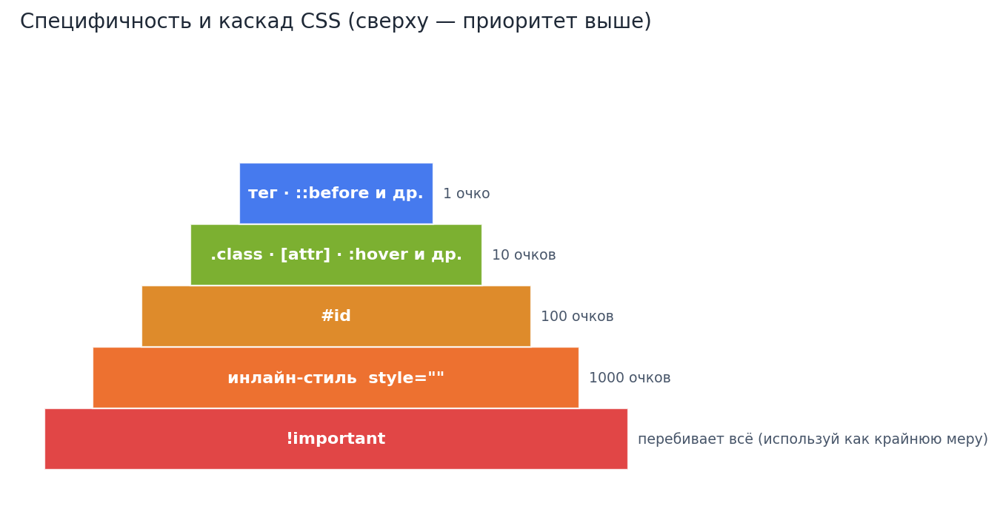 Специфичность и каскад CSS (сверху — приоритет выше)
тег · ::before и др. 1 очко
.class · [attr] · :hover и др. 10 очков
#id 100 очков
инлайн-стиль  style="" 1000 очков
!important перебивает всё (используй как крайнюю меру)